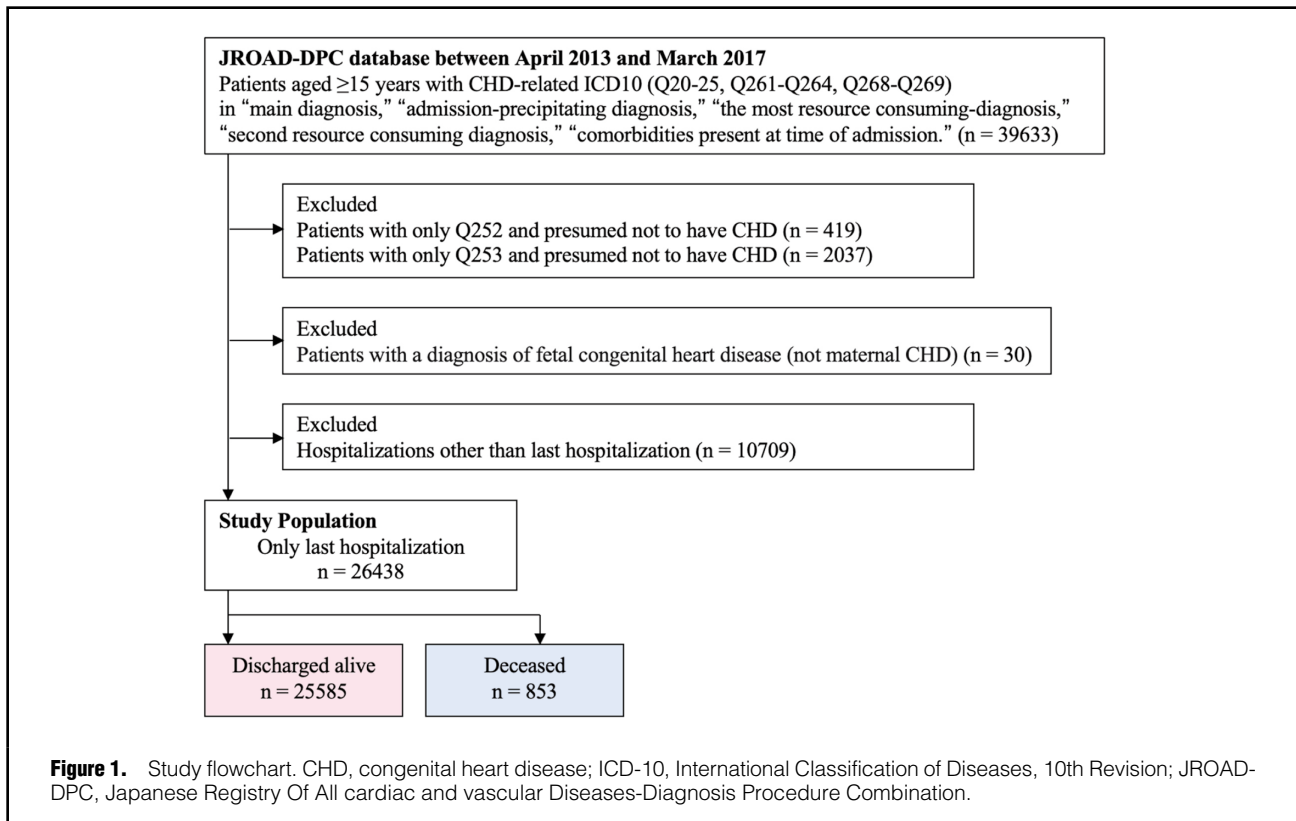 JROAD-DPC database between April 2013 and March 2017
Patients aged ≥15 years with CHD-related ICD10 (Q20-25, Q261-Q264, Q268-Q269)
in “main diagnosis,” “admission-precipitating diagnosis,” “the most resource consuming-diagnosis,”
“second resource consuming diagnosis,” “comorbidities present at time of admission.” (n = 39633)
Excluded
Patients with only Q252 and presumed not to have CHD (n = 419)
Patients with only Q253 and presumed not to have CHD (n = 2037)
Excluded
Patients with a diagnosis of fetal congenital heart disease (not maternal CHD) (n = 30)
Excluded
Hospitalizations other than last hospitalization (n = 10709)
Study Population
Only last hospitalization
n = 26438
Discharged alive
n = 25585
Deceased
n = 853
Figure 1. Study flowchart. CHD, congenital heart disease; ICD-10, International Classification of Diseases, 10th Revision; JROAD-
DPC, Japanese Registry Of All cardiac and vascular Diseases-Diagnosis Procedure Combination.